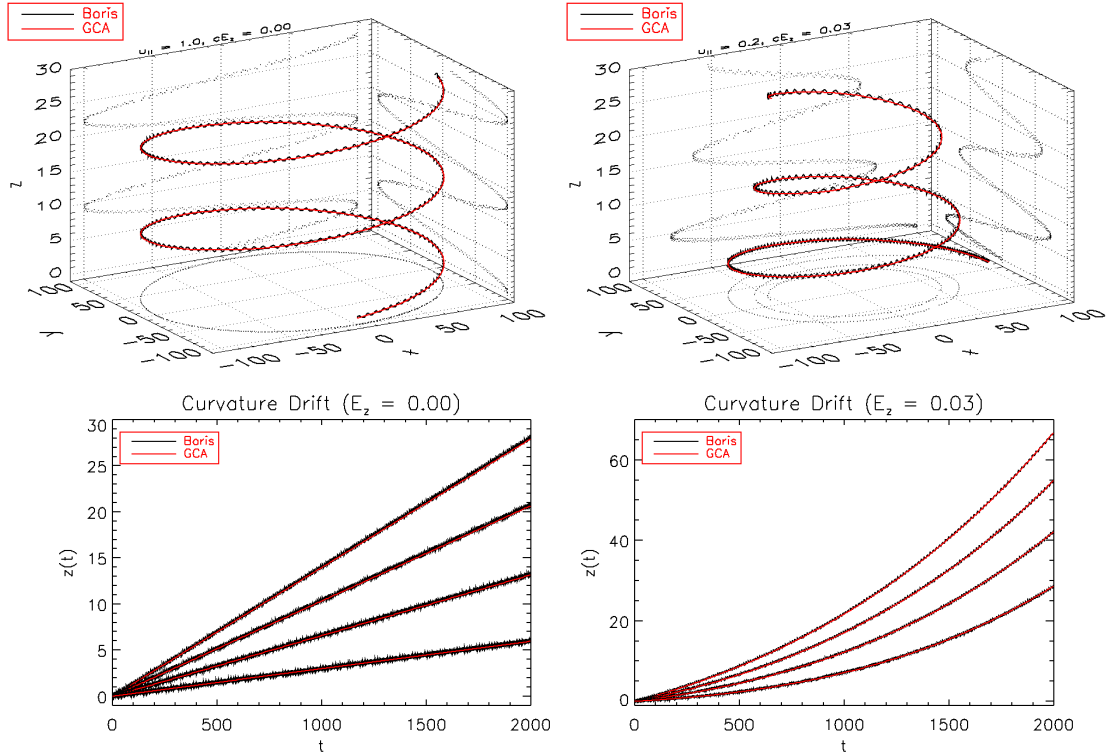 Boris
GCA
= 1.0, cE_z = 0.00
30
25
20
15
10
5
0
z
100
50
0
-50
-100
y
-100
-50
0
50
100
x
Boris
GCA
= 0.2, cE_z = 0.03
30
25
20
15
10
5
0
z
100
50
0
-50
-100
y
-100
-50
0
50
100
x
Curvature Drift (E_z = 0.00)
Boris
GCA
30
25
20
15
10
5
0
z(t)
0
500
1000
1500
2000
t
Curvature Drift (E_z = 0.03)
Boris
GCA
60
40
20
0
z(t)
0
500
1000
1500
2000
t